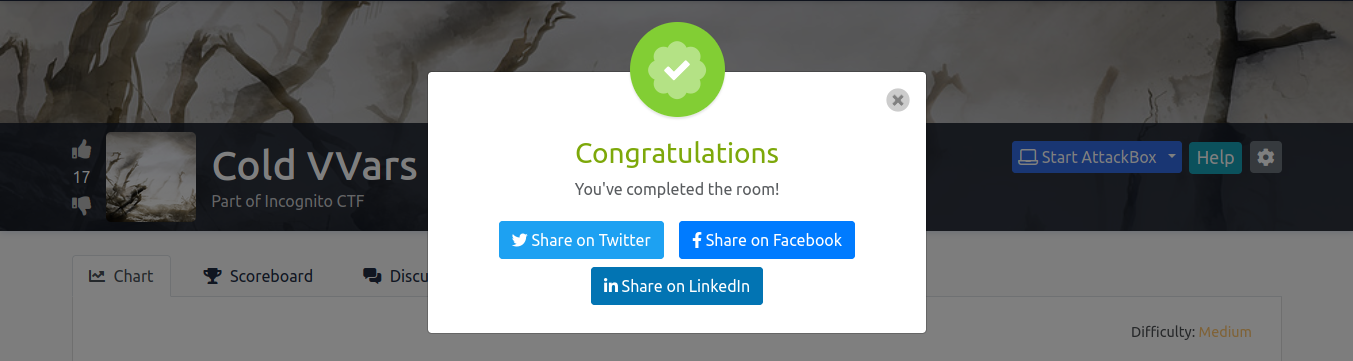 17
Cold VVars
Part of Incognito CTF
Start AttackBox
Help
Congratulations
You've completed the room!
Share on Twitter
Share on Facebook
Share on LinkedIn
Chart
Scoreboard
Discu
Difficulty: Medium